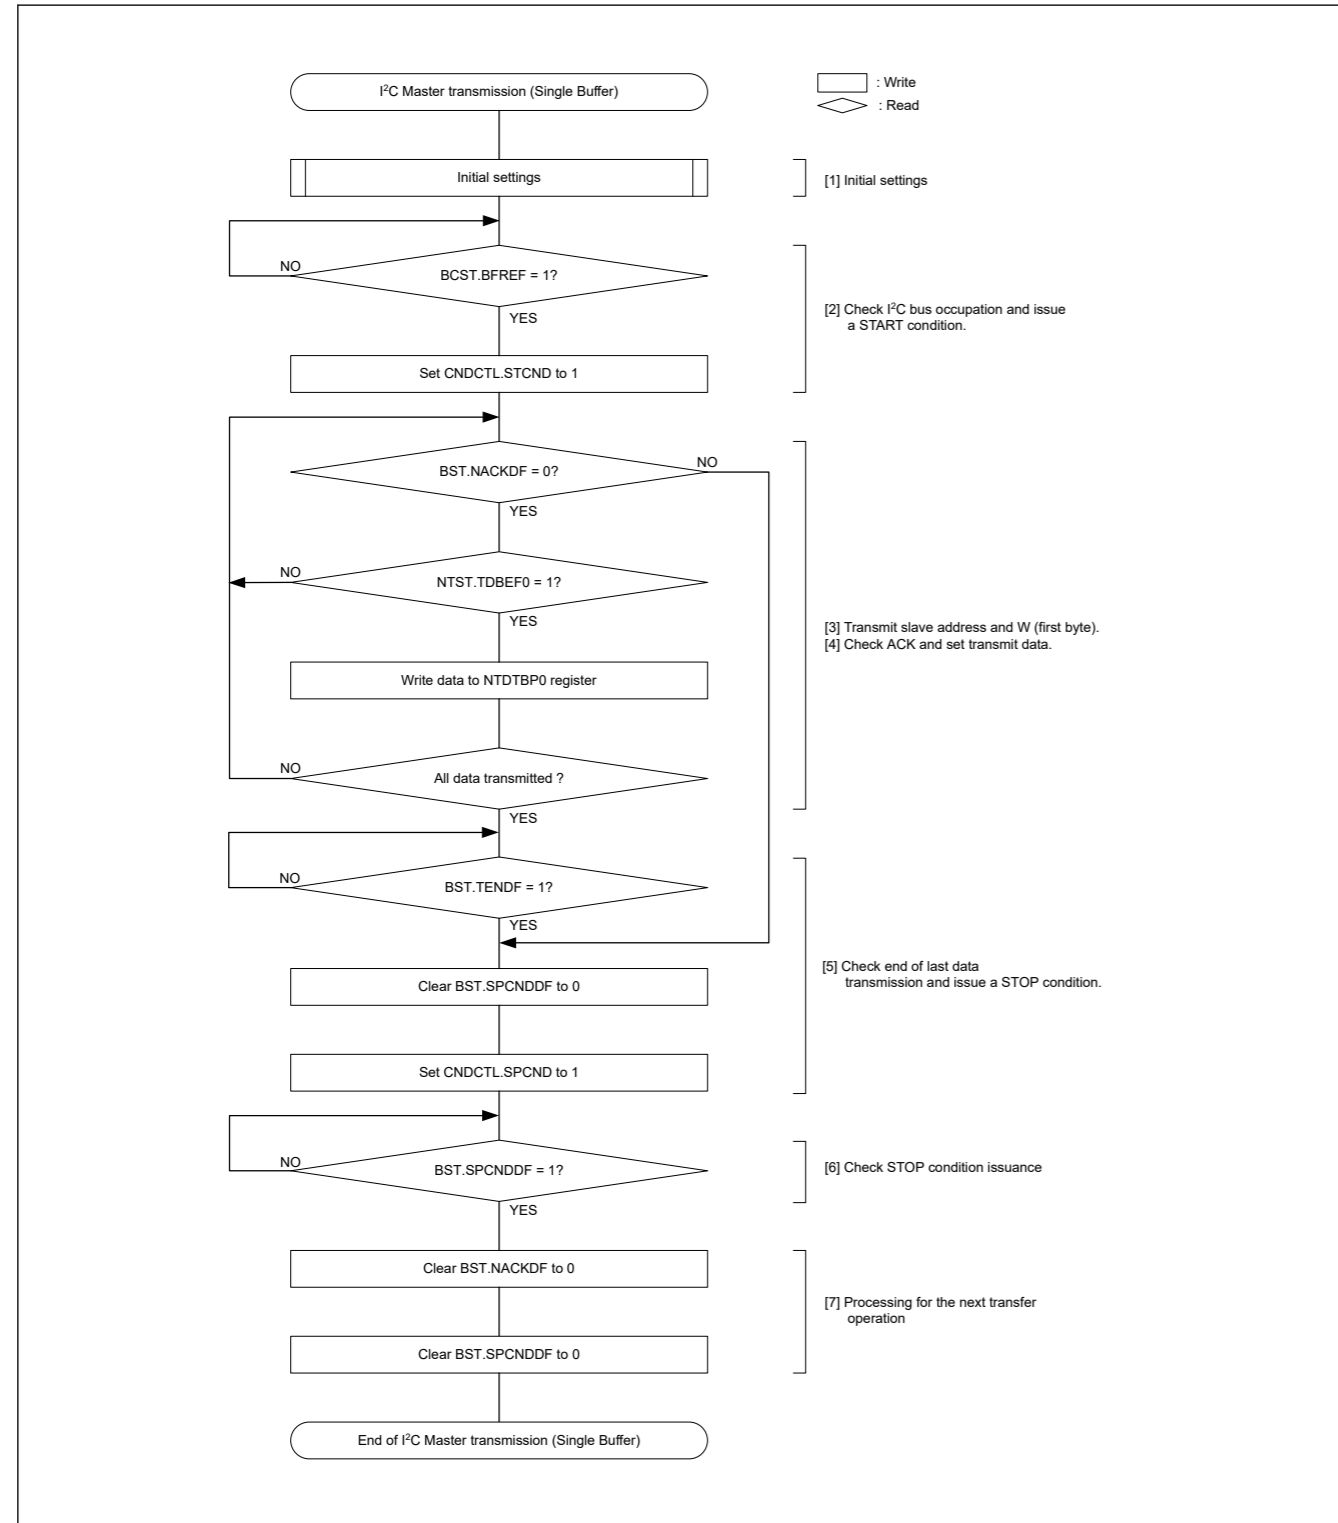 I²C Master transmission (Single Buffer)
: Write
: Read
Initial settings
[1] Initial settings
NO
BCST.BFREF = 1?
YES
[2] Check I²C bus occupation and issue
a START condition.
Set CNDCTL.STCND to 1
BST.NACKDF = 0?
NO
YES
NO
NTST.TDBEF0 = 1?
YES
[3] Transmit slave address and W (first byte).
[4] Check ACK and set transmit data.
Write data to NTDTBP0 register
NO
All data transmitted ?
YES
NO
BST.TENDF = 1?
YES
[5] Check end of last data
transmission and issue a STOP condition.
Clear BST.SPCNDDF to 0
Set CNDCTL.SPCND to 1
NO
BST.SPCNDDF = 1?
YES
[6] Check STOP condition issuance
Clear BST.NACKDF to 0
[7] Processing for the next transfer
operation
Clear BST.SPCNDDF to 0
End of I²C Master transmission (Single Buffer)